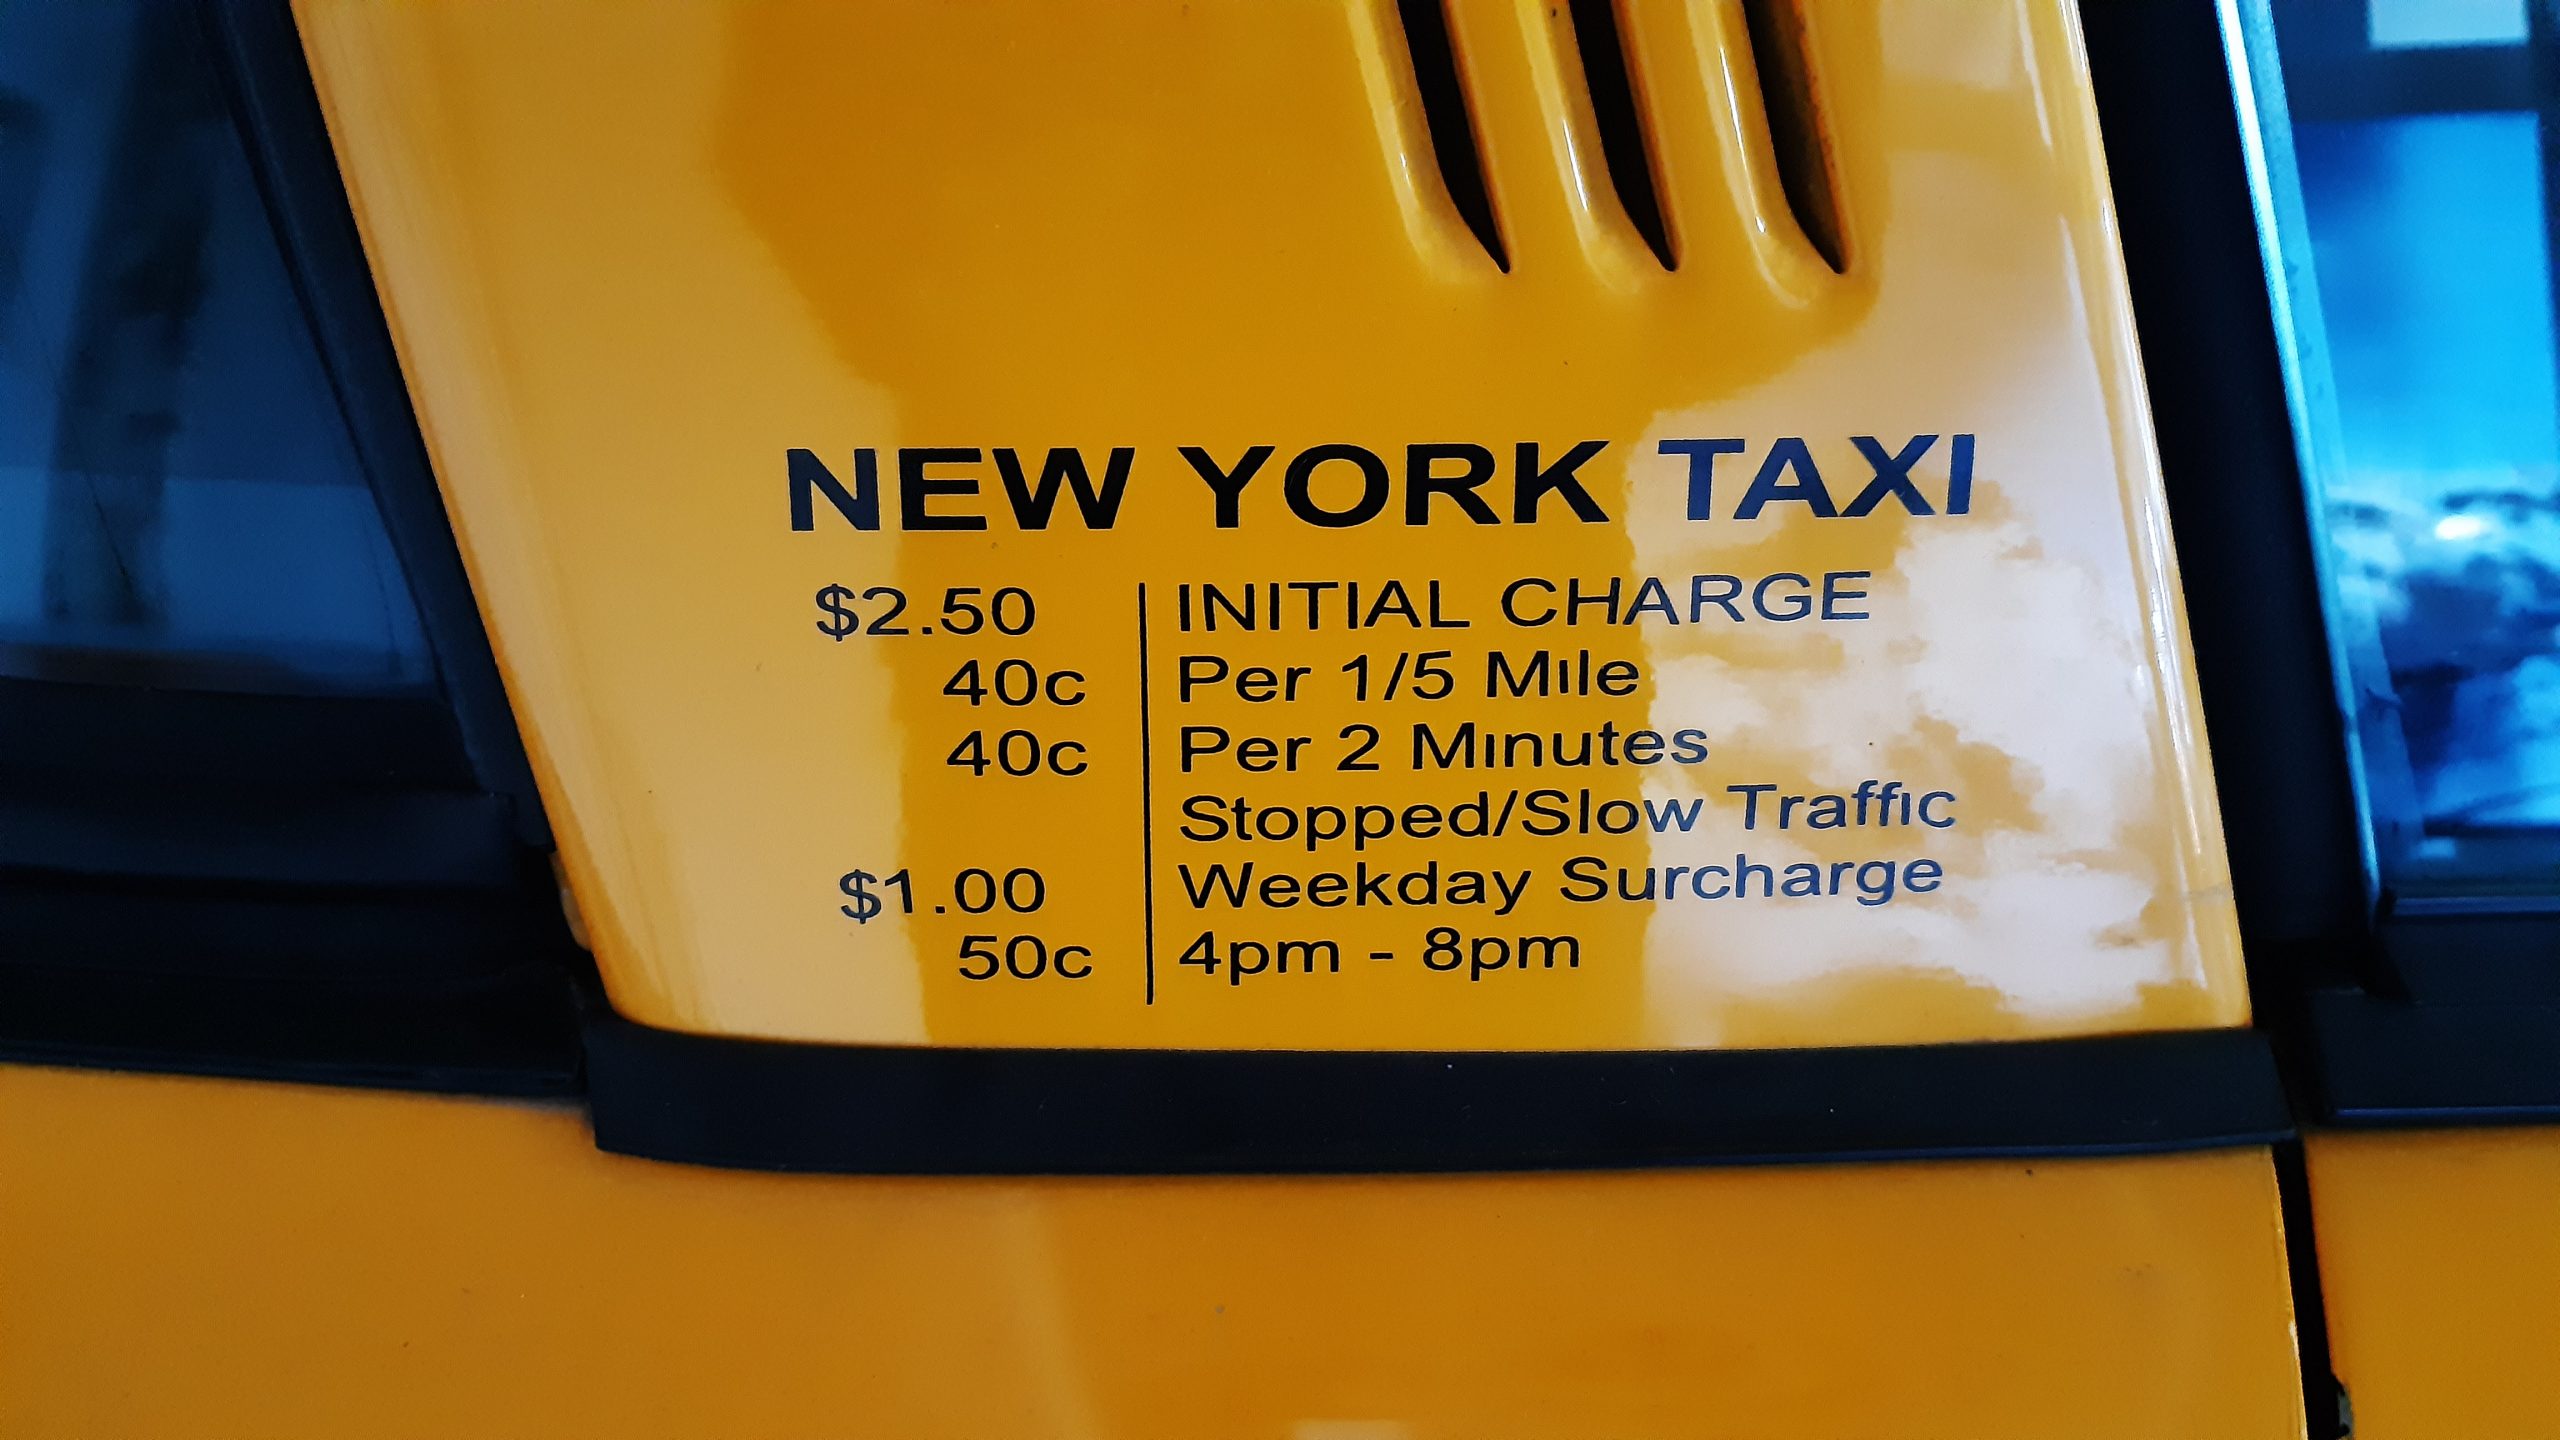 NEW YORK TAXI
$2.50 INITIAL CHARGE
40c Per 1/5 Mile
40c Per 2 Minutes
Stopped/Slow Traffic
$1.00 Weekday Surcharge
50c 4pm - 8pm